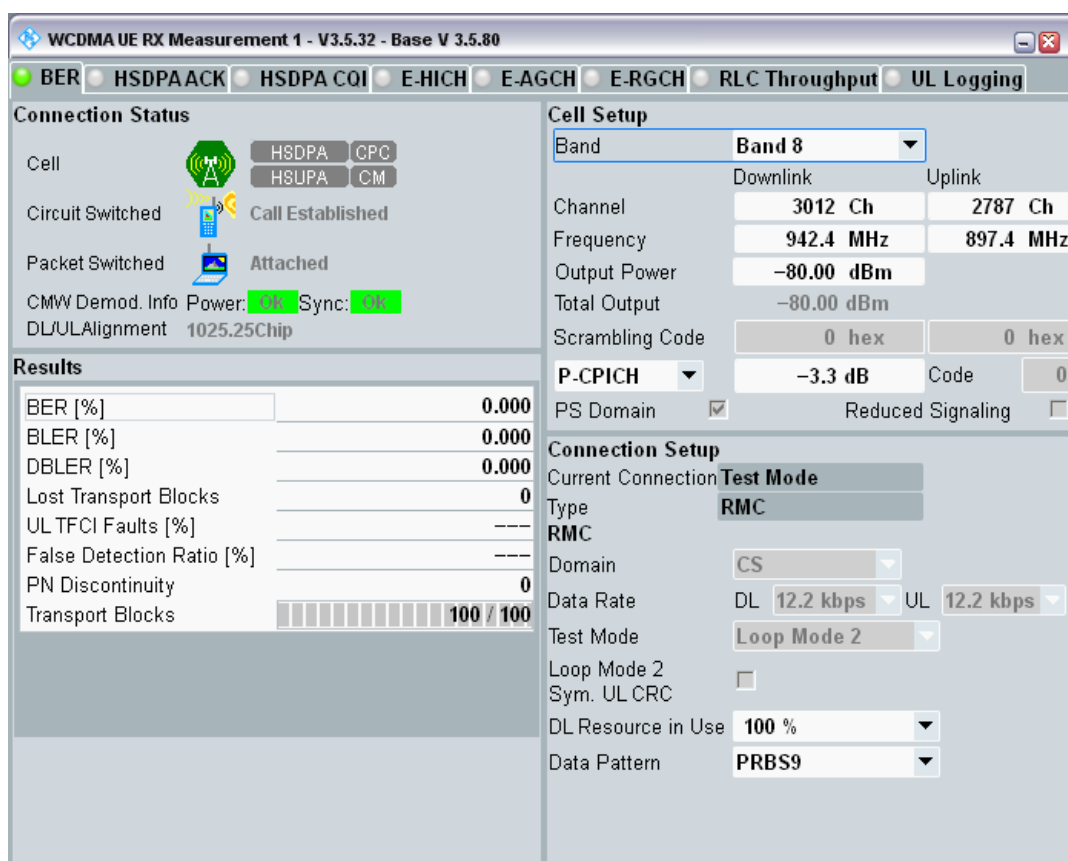 WCDMA UE RX Measurement 1 - V3.5.32 - Base V 3.5.80
BER HSDPA ACK HSDPA CQI E-HICH E-AGCH E-RGCH RLC Throughput UL Logging
Connection Status
Cell HSDPA CPC
HSUPA CM
Circuit Switched Call Established
Packet Switched Attached
CMW Demod. Info Power: Ok Sync: Ok
DL/ULAlignment 1025.25Chip
Results
BER [%] 0.000
BLER [%] 0.000
DBLER [%] 0.000
Lost Transport Blocks 0
UL TFCI Faults [%] ---
False Detection Ratio [%] ---
PN Discontinuity 0
Transport Blocks 100 / 100
Cell Setup
Band Band 8
Downlink Uplink
Channel 3012 Ch 2787 Ch
Frequency 942.4 MHz 897.4 MHz
Output Power −80.00 dBm
Total Output −80.00 dBm
Scrambling Code 0 hex 0 hex
P-CPICH −3.3 dB Code 0
PS Domain Reduced Signaling
Connection Setup
Current Connection Test Mode
Type RMC
RMC
Domain CS
Data Rate DL 12.2 kbps UL 12.2 kbps
Test Mode Loop Mode 2
Loop Mode 2
Sym. UL CRC
DL Resource in Use 100 %
Data Pattern PRBS9